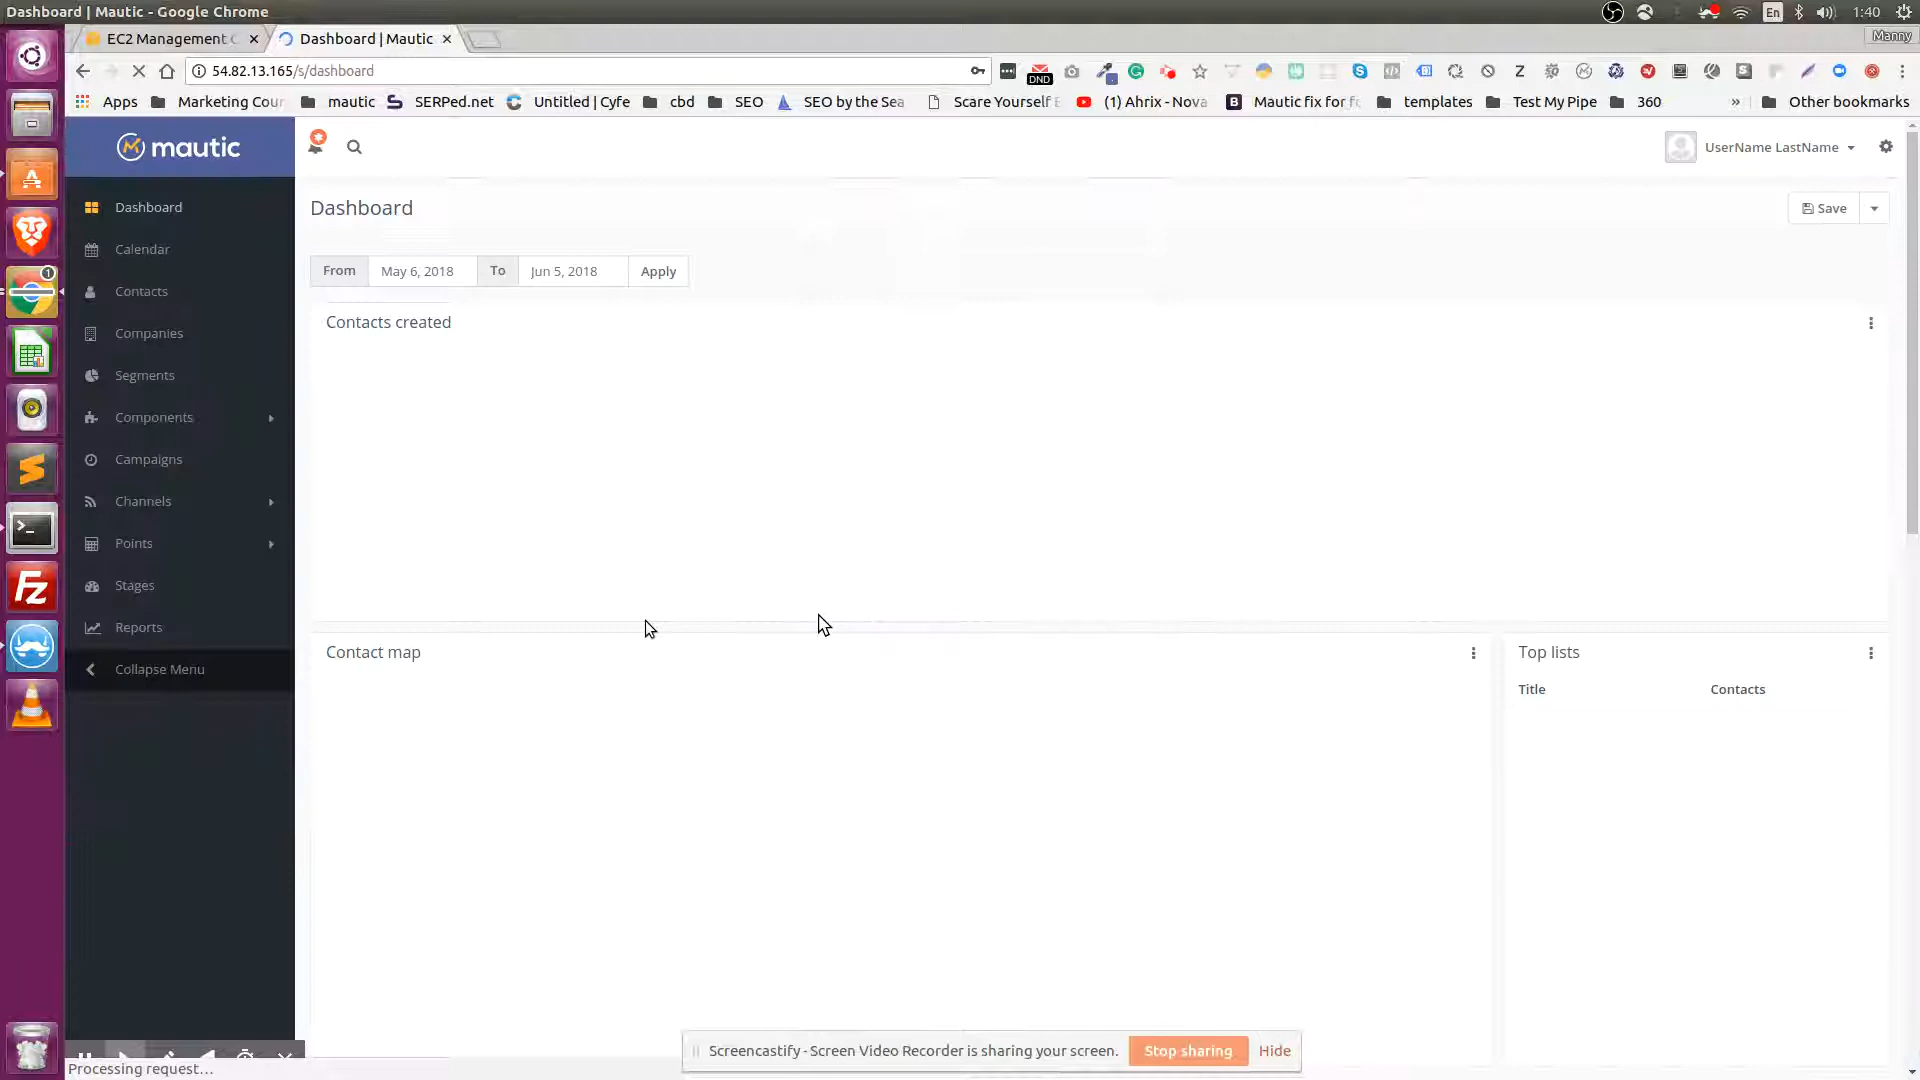 Dashboard | Mautic - Google Chrome
En
1:40
EC2 Management C
Dashboard | Mautic
Manny
54.82.13.165/s/dashboard
DND
Z
Apps
Marketing Cour
mautic
SERPed.net
Untitled | Cyfe
cbd
SEO
SEO by the Sea
Scare Yourself E
(1) Ahrix - Nova
Mautic fix for fo
templates
Test My Pipe
360
»
Other bookmarks
mautic
UserName LastName
Dashboard
Dashboard
Save
Calendar
From
May 6, 2018
To
Jun 5, 2018
Apply
Contacts
Contacts created
Companies
Segments
Components
Campaigns
Channels
Points
Stages
Reports
Contact map
Top lists
Collapse Menu
Title
Contacts
Screencastify - Screen Video Recorder is sharing your screen.
Stop sharing
Hide
Processing request...